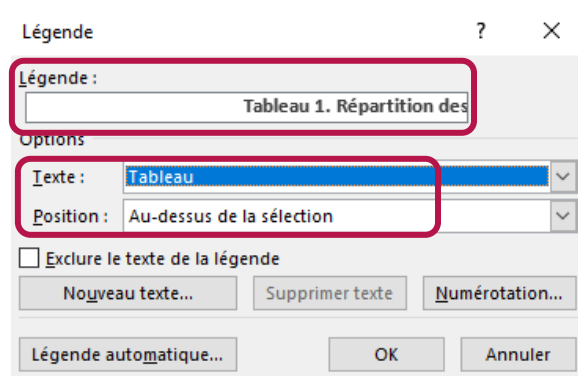 Légende ? ×
Légende :
Tableau 1. Répartition des
Options
Texte : Tableau
Position : Au-dessus de la sélection
Exclure le texte de la légende
Nouveau texte... Supprimer texte Numérotation...
Légende automatique... OK Annuler